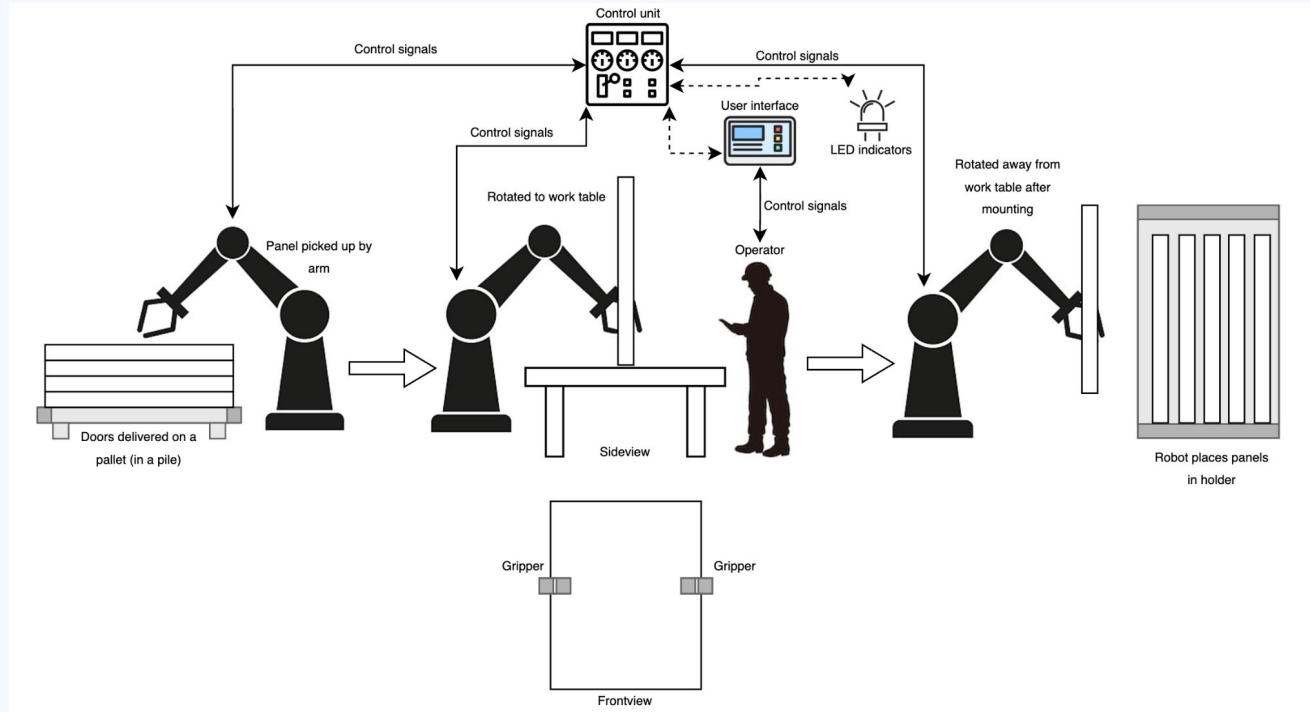 Control unit
Control signals
Control signals
User interface
Control signals
LED indicators
Rotated to work table
Rotated away from
work table after
mounting
Control signals
Panel picked up by
arm
Operator
Doors delivered on a
pallet (in a pile)
Sideview
Robot places panels
in holder
Gripper
Gripper
Frontview